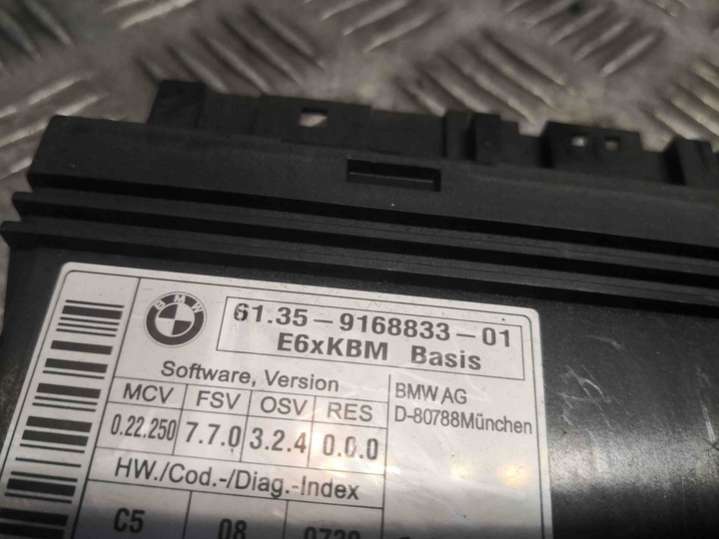 BMW
61.35-9168833-01
E6xKBM Basis
Software, Version
MCV FSV OSV RES
0.22.250 7.7.0 3.2.4 0.0.0
BMW AG
D-80788München
HW./Cod.-/Diag.-Index
C5 08